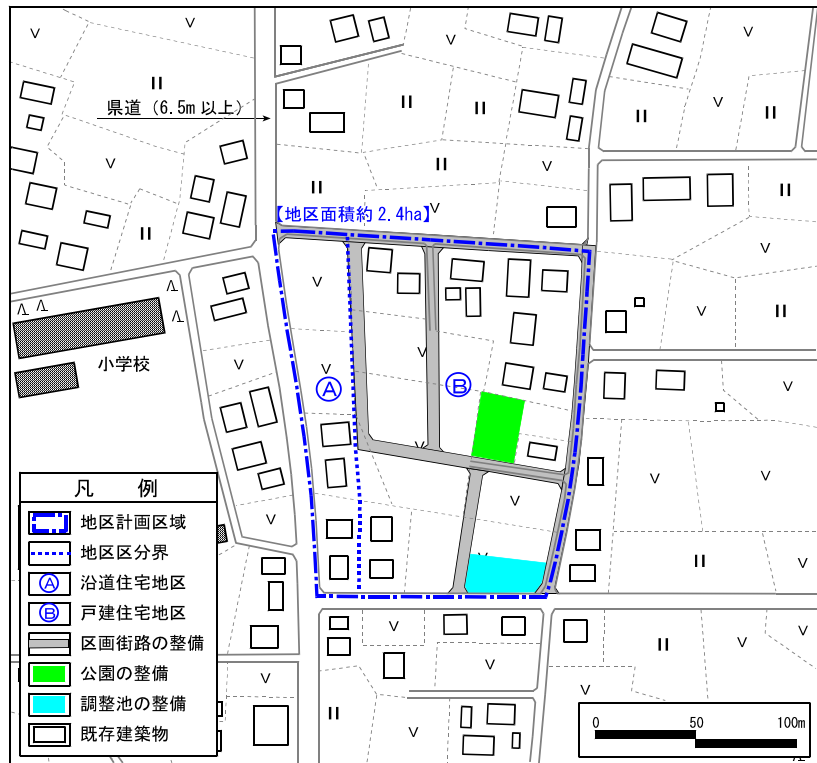 県道（6.5m 以上）
【地区面積約 2.4ha】
小学校
Ⓐ
Ⓑ
凡　例
地区計画区域
地区区分界
Ⓐ 沿道住宅地区
Ⓑ 戸建住宅地区
区画街路の整備
公園の整備
調整池の整備
既存建築物
0 50 100m